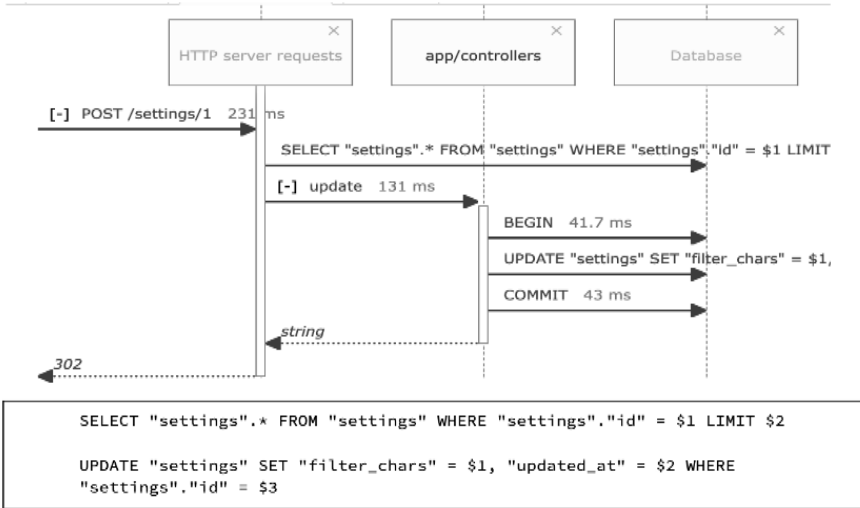 HTTP server requests
app/controllers
Database
[-] POST /settings/1 231 ms
SELECT "settings".* FROM "settings" WHERE "settings"."id" = $1 LIMIT
[-] update 131 ms
BEGIN 41.7 ms
UPDATE "settings" SET "filter_chars" = $1,
COMMIT 43 ms
string
302
SELECT "settings".* FROM "settings" WHERE "settings"."id" = $1 LIMIT $2
UPDATE "settings" SET "filter_chars" = $1, "updated_at" = $2 WHERE
"settings"."id" = $3